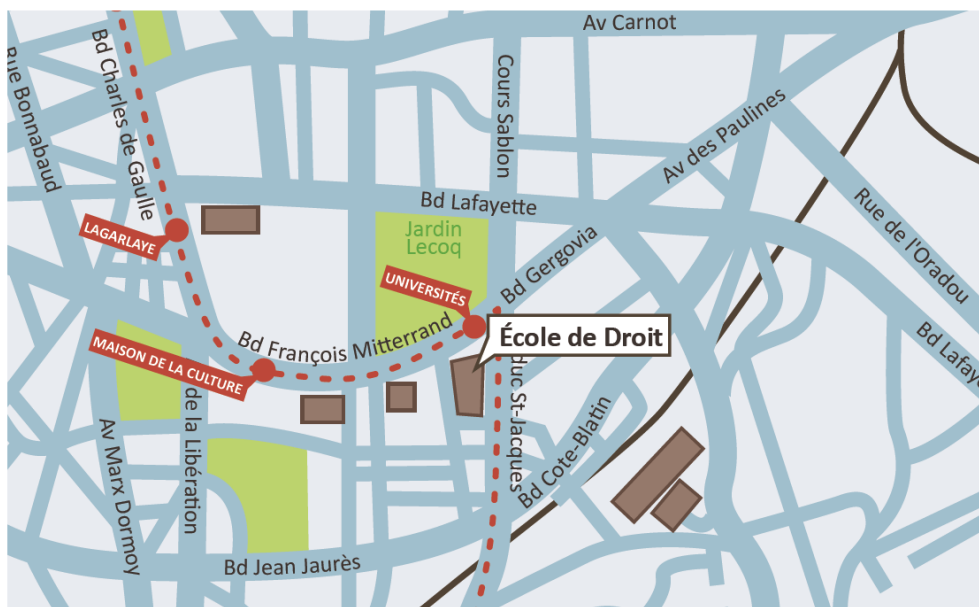 Av Carnot
Bd Charles de Gaulle
Rue Bonnabaud
Cours Sablon
Av des Paulines
Bd Lafayette
Rue de l'Oradou
LAGARLAYE
Jardin
Lecoq
UNIVERSITÉS
Bd Gergovia
École de Droit
Bd François Mitterrand
MAISON DE LA CULTURE
Bd Lafaye
duc St-Jacques
de la Libération
Av Marx Dormoy
Bd Cote-Blatin
Bd Jean Jaurès